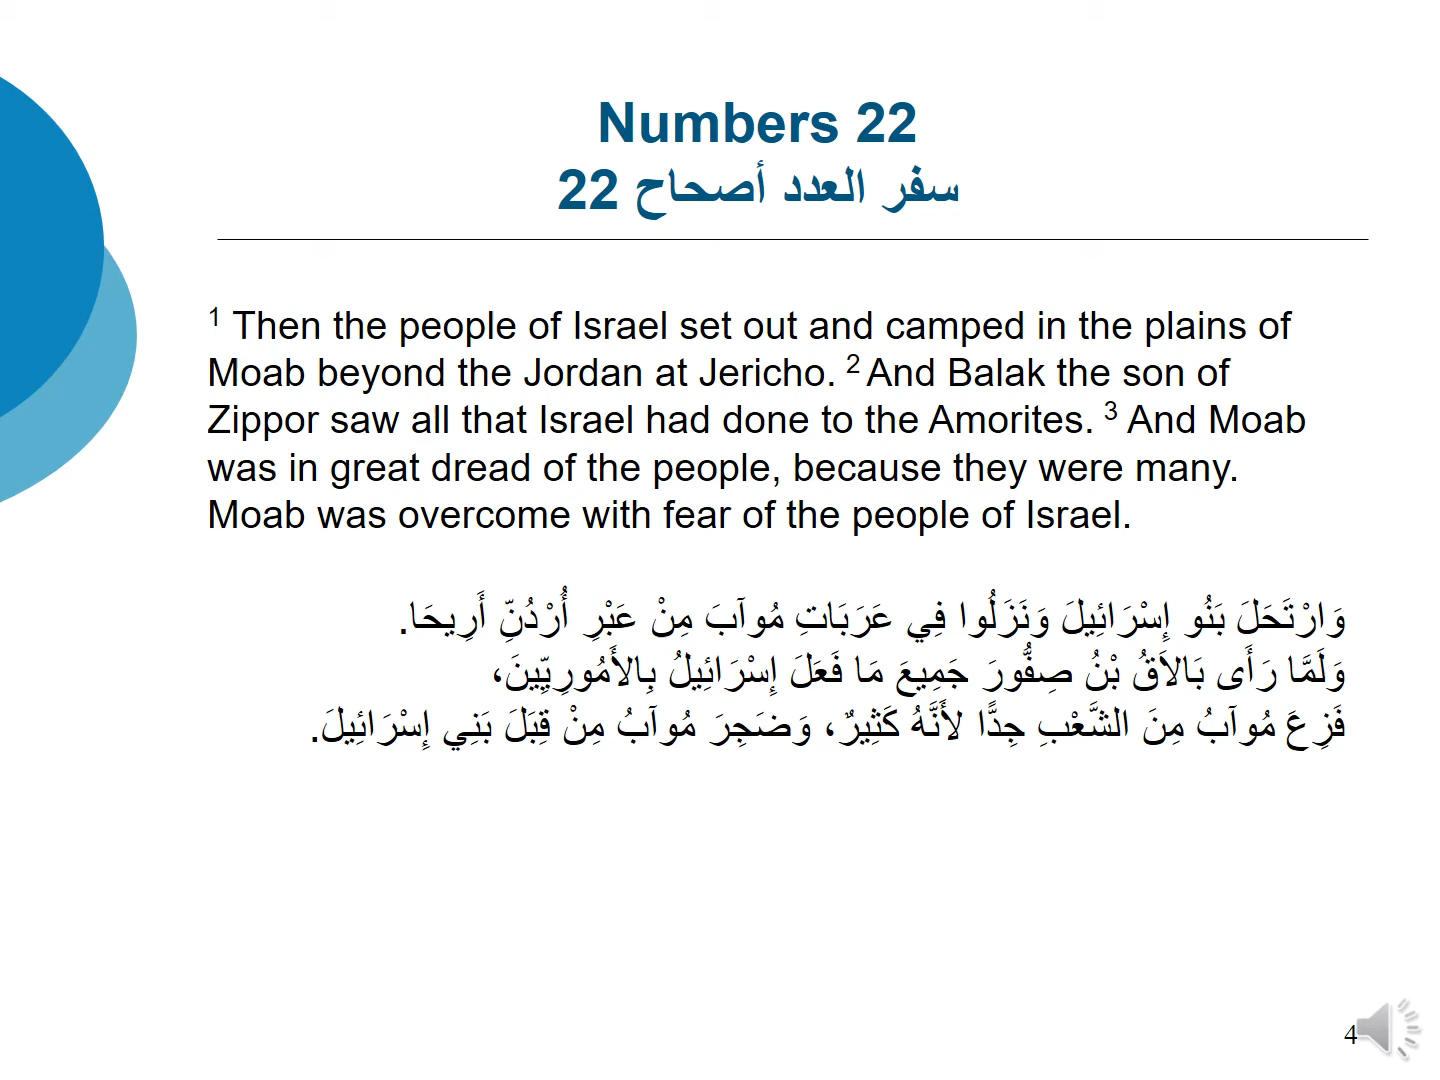 Numbers 22
سفر العدد أصحاح 22
1 Then the people of Israel set out and camped in the plains of
Moab beyond the Jordan at Jericho. 2 And Balak the son of
Zippor saw all that Israel had done to the Amorites. 3 And Moab
was in great dread of the people, because they were many.
Moab was overcome with fear of the people of Israel.
وَارْتَحَلَ بَنُو إِسْرَائِيلَ وَنَزَلُوا فِي عَرَبَاتِ مُوآبَ مِنْ عَبْرِ أُرْدُنِّ أَرِيحَا.
وَلَمَّا رَأَى بَالاَقُ بْنُ صِفُّورَ جَمِيعَ مَا فَعَلَ إِسْرَائِيلُ بِالأَمُورِيِّينَ،
فَزِعَ مُوآبُ مِنَ الشَّعْبِ جِدًّا لأَنَّهُ كَثِيرٌ، وَضَجِرَ مُوآبُ مِنْ قِبَلَ بَنِي إِسْرَائِيلَ.
4